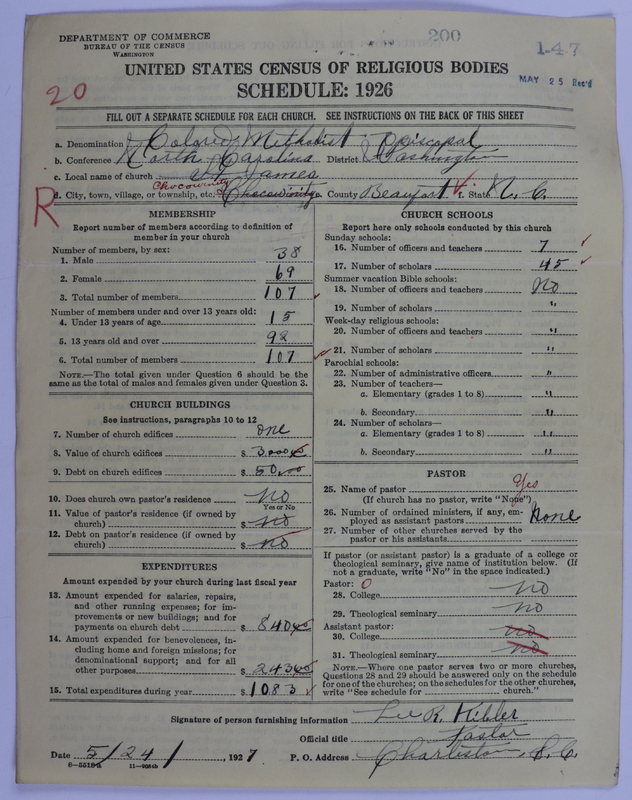 DEPARTMENT OF COMMERCE
BUREAU OF THE CENSUS
WASHINGTON
200
1-47
MAY 25 Rec'd
20
UNITED STATES CENSUS OF RELIGIOUS BODIES
SCHEDULE: 1926
FILL OUT A SEPARATE SCHEDULE FOR EACH CHURCH. SEE INSTRUCTIONS ON THE BACK OF THIS SHEET
a. Denomination Colored Methodist Episcopal
b. Conference North Carolina District Washington
c. Local name of church St James
d. City, town, village, or township, etc. Chocowinity County Beaufort f. State N. C.
R
MEMBERSHIP
Report number of members according to definition of member in your church
Number of members, by sex:
1. Male 38
2. Female 69
3. Total number of members 107
Number of members under and over 13 years old:
4. Under 13 years of age 15
5. 13 years old and over 92
6. Total number of members 107
NOTE.—The total given under Question 6 should be the
same as the total of males and females given under Question 3.
CHURCH BUILDINGS
See instructions, paragraphs 10 to 12
7. Number of church edifices one
8. Value of church edifices $ 3000
9. Debt on church edifices $ 50.00
10. Does church own pastor's residence No
Yes or No
11. Value of pastor's residence (if owned by
church) $ No
12. Debt on pastor's residence (if owned by
church) $ No
EXPENDITURES
Amount expended by your church during last fiscal year
13. Amount expended for salaries, repairs,
and other running expenses; for im-
provements or new buildings; and for
payments on church debt $ 840
14. Amount expended for benevolences, in-
cluding home and foreign missions; for
denominational support; and for all
other purposes $ 243
15. Total expenditures during year $ 1083
CHURCH SCHOOLS
Report here only schools conducted by this church
Sunday schools:
16. Number of officers and teachers 7
17. Number of scholars 45
Summer vacation Bible schools:
18. Number of officers and teachers No
19. Number of scholars "
Week-day religious schools:
20. Number of officers and teachers "
21. Number of scholars "
Parochial schools:
22. Number of administrative officers "
23. Number of teachers—
a. Elementary (grades 1 to 8) "
b. Secondary "
24. Number of scholars—
a. Elementary (grades 1 to 8) "
b. Secondary "
PASTOR
25. Name of pastor Yes
(If church has no pastor, write "None")
26. Number of ordained ministers, if any, em-
ployed as assistant pastors None
27. Number of other churches served by the
pastor or his assistants
If pastor (or assistant pastor) is a graduate of a college or
theological seminary, give name of institution below. (If
not a graduate, write "No" in the space indicated.)
Pastor: 0
28. College No
29. Theological seminary No
Assistant pastor:
30. College No
31. Theological seminary No
NOTE.—Where one pastor serves two or more churches,
Questions 28 and 29 should be answered only on the schedule
for one of the churches; on the schedules for the other churches,
write "See schedule for church."
Signature of person furnishing information Lee R. Kibler
Official title Pastor
Date 5/24/, 1927 P. O. Address Charleston, S. C.